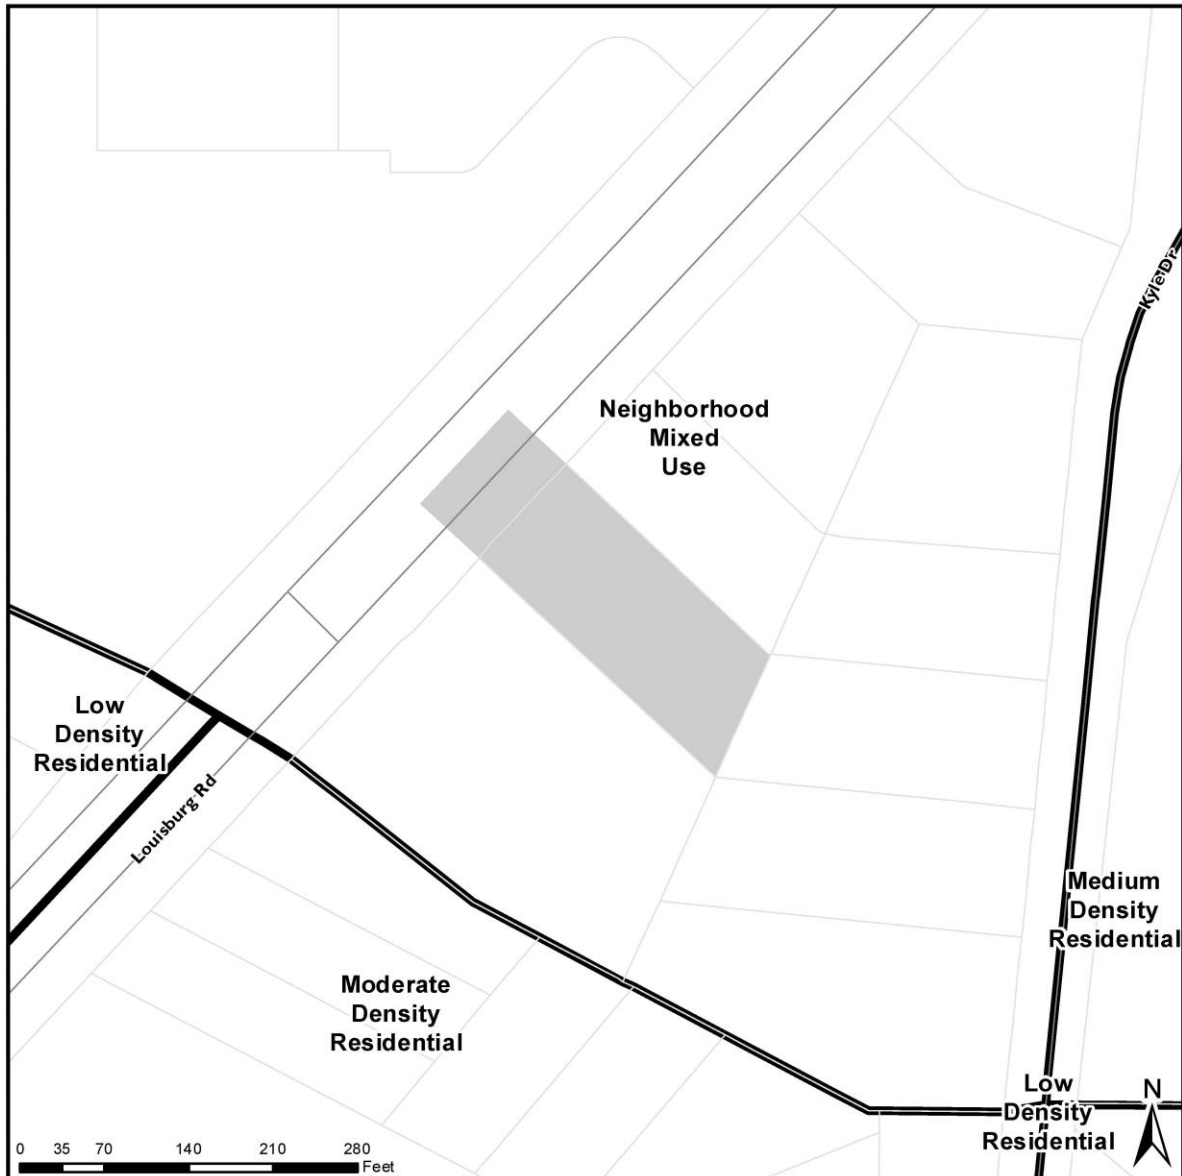 Kyle Dr
Neighborhood
Mixed
Use
Low
Density
Residential
Louisburg Rd
Medium
Density
Residential
Moderate
Density
Residential
Low
Density
Residential
N
0 35 70 140 210 280
Feet